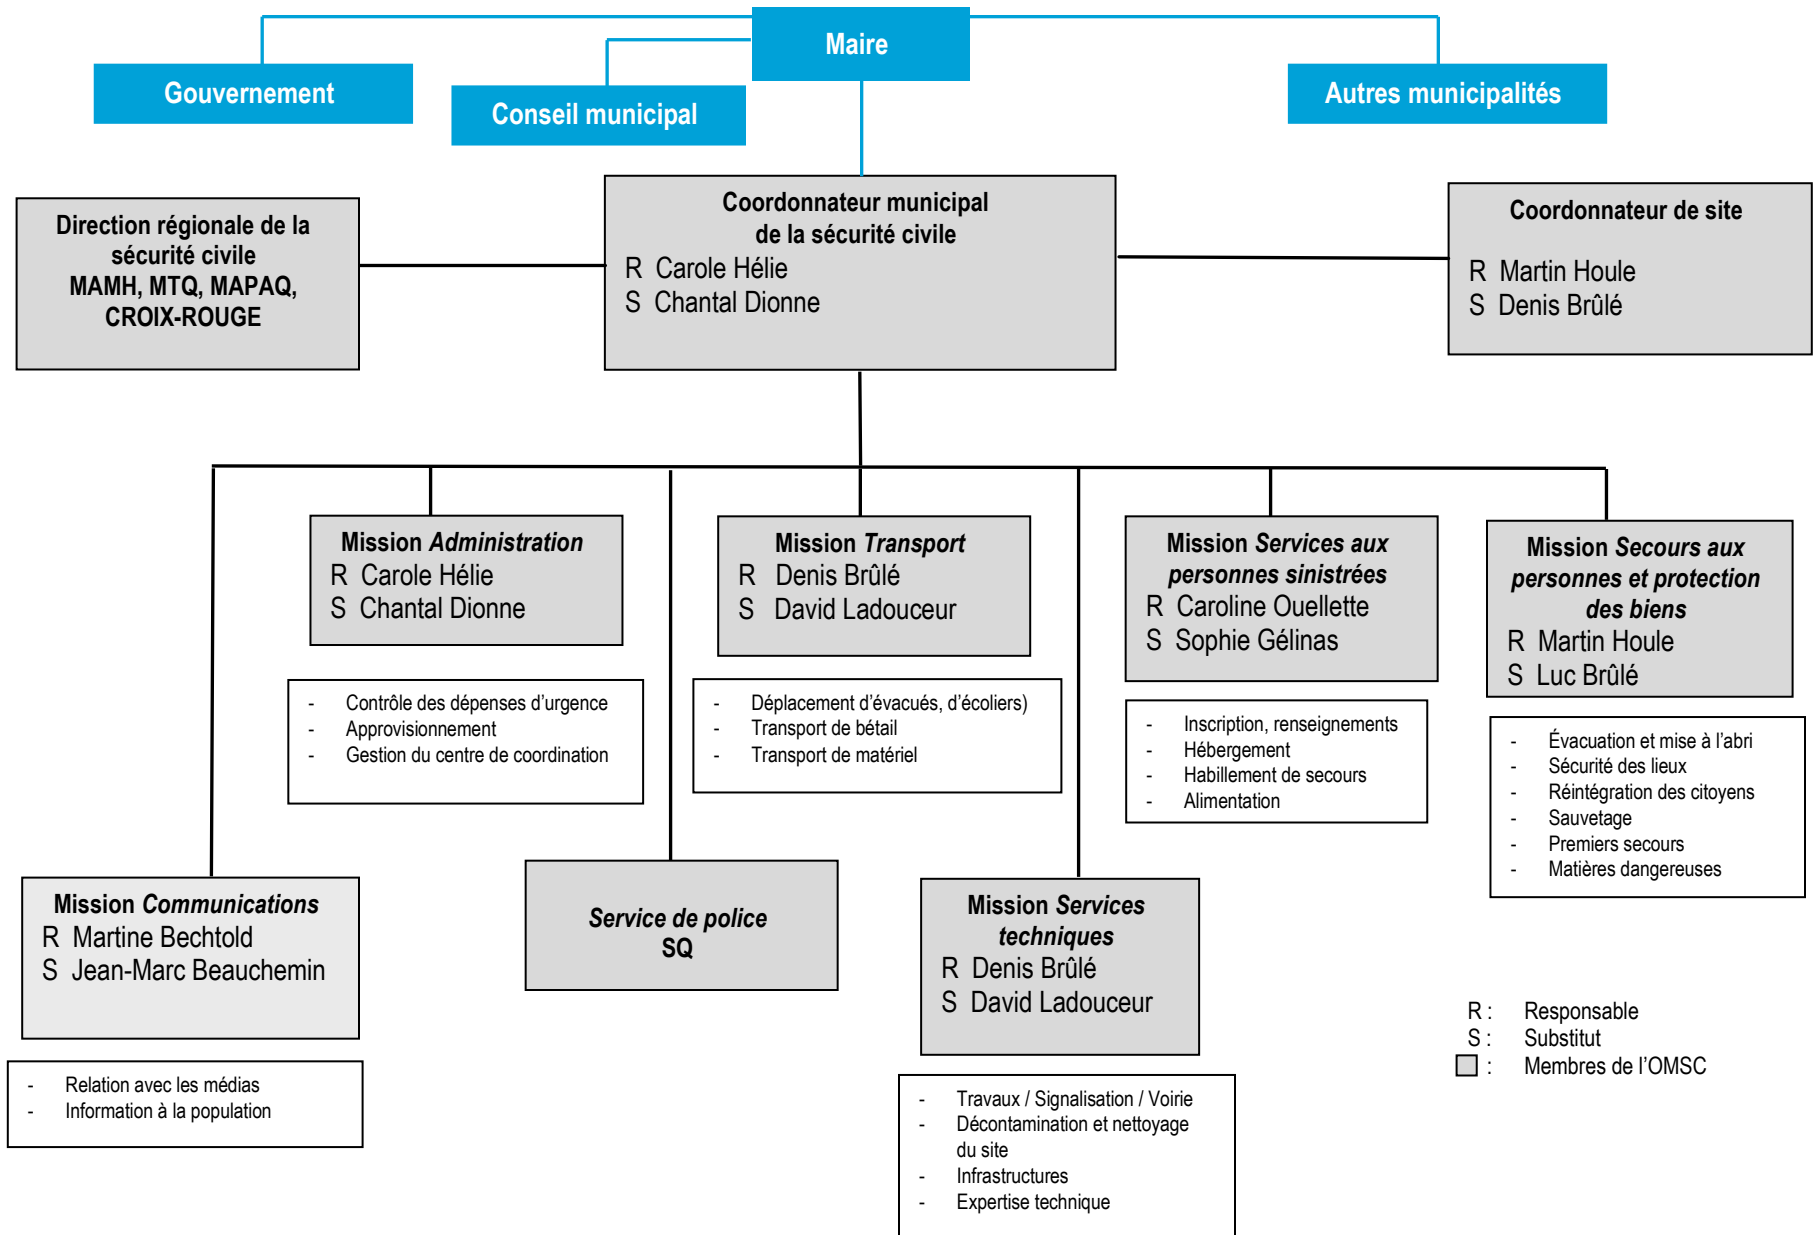 Maire
Gouvernement
Conseil municipal
Autres municipalités
Direction régionale de la
sécurité civile
MAMH, MTQ, MAPAQ,
CROIX-ROUGE
Coordonnateur municipal
de la sécurité civile
R Carole Hélie
S Chantal Dionne
Coordonnateur de site
R Martin Houle
S Denis Brûlé
Mission Administration
R Carole Hélie
S Chantal Dionne
- Contrôle des dépenses d'urgence
- Approvisionnement
- Gestion du centre de coordination
Mission Transport
R Denis Brûlé
S David Ladouceur
- Déplacement d'évacués, d'écoliers)
- Transport de bétail
- Transport de matériel
Mission Services aux
personnes sinistrées
R Caroline Ouellette
S Sophie Gélinas
- Inscription, renseignements
- Hébergement
- Habillement de secours
- Alimentation
Mission Secours aux
personnes et protection
des biens
R Martin Houle
S Luc Brûlé
- Évacuation et mise à l'abri
- Sécurité des lieux
- Réintégration des citoyens
- Sauvetage
- Premiers secours
- Matières dangereuses
Mission Communications
R Martine Bechtold
S Jean-Marc Beauchemin
- Relation avec les médias
- Information à la population
Service de police
SQ
Mission Services
techniques
R Denis Brûlé
S David Ladouceur
- Travaux / Signalisation / Voirie
- Décontamination et nettoyage
du site
- Infrastructures
- Expertise technique
R : Responsable
S : Substitut
: Membres de l'OMSC